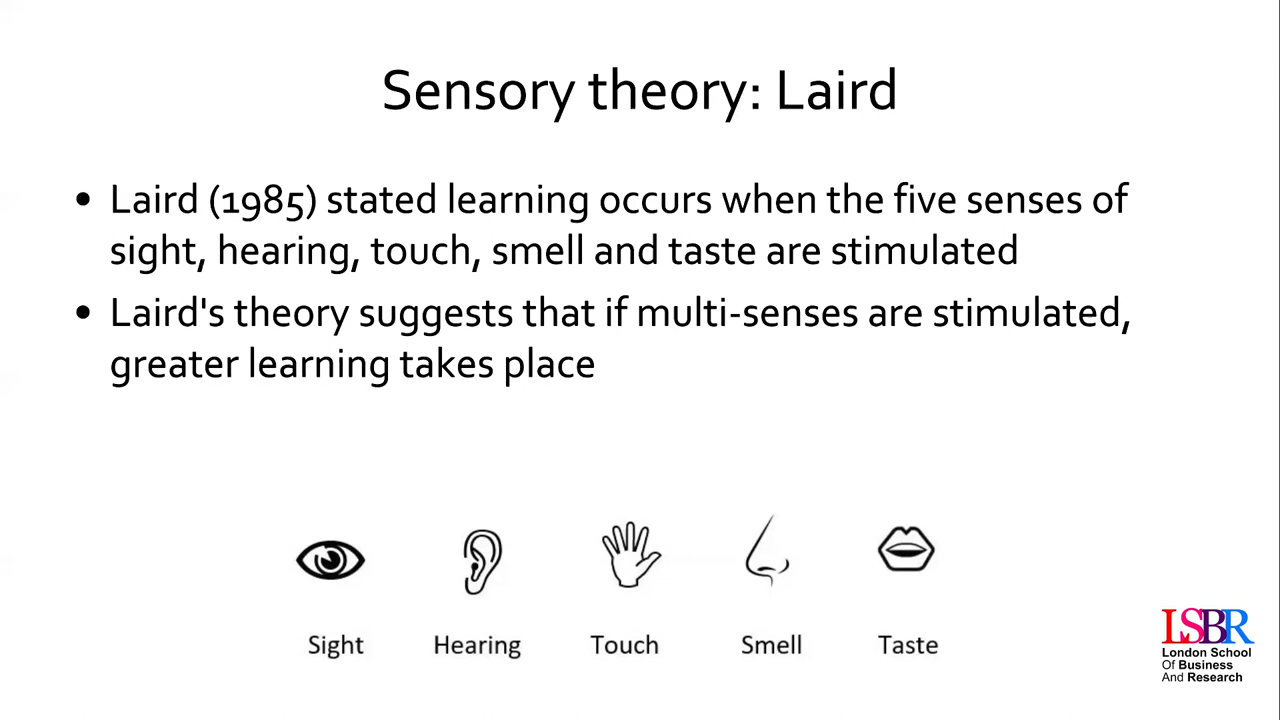 Sensory theory: Laird
• Laird (1985) stated learning occurs when the five senses of
sight, hearing, touch, smell and taste are stimulated
• Laird's theory suggests that if multi-senses are stimulated,
greater learning takes place
Sight Hearing Touch Smell Taste
LSBR
London School
Of Business
And Research